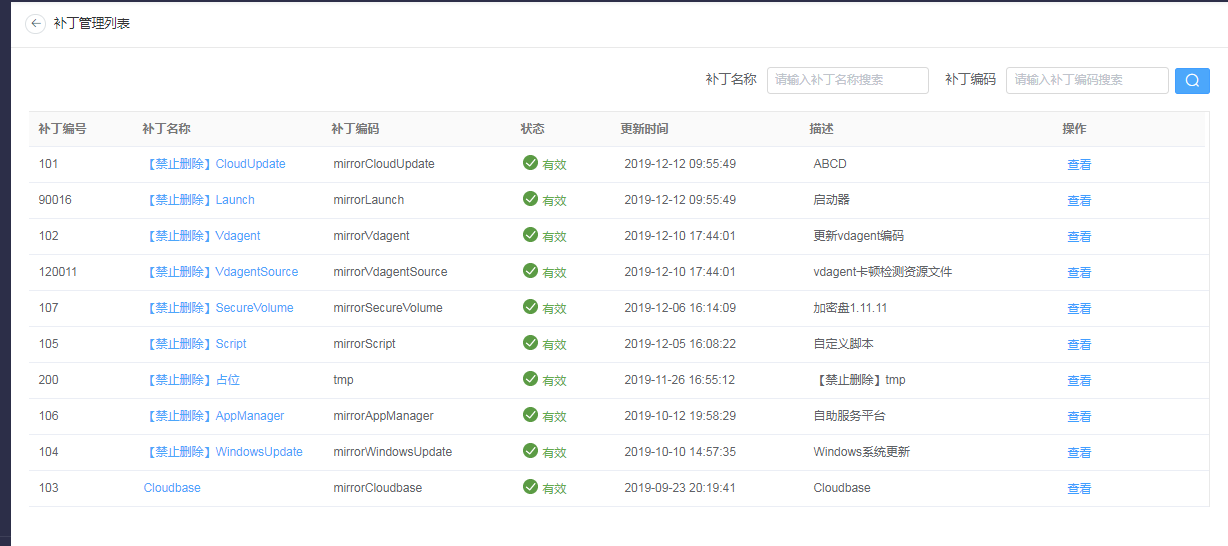 补丁管理列表
补丁名称 请输入补丁名称搜索 补丁编码 请输入补丁编码搜索
补丁编号 补丁名称 补丁编码 状态 更新时间 描述 操作
101 【禁止删除】CloudUpdate mirrorCloudUpdate 有效 2019-12-12 09:55:49 ABCD 查看
90016 【禁止删除】Launch mirrorLaunch 有效 2019-12-12 09:55:49 启动器 查看
102 【禁止删除】Vdagent mirrorVdagent 有效 2019-12-10 17:44:01 更新vdagent编码 查看
120011 【禁止删除】VdagentSource mirrorVdagentSource 有效 2019-12-10 17:44:01 vdagent卡顿检测资源文件 查看
107 【禁止删除】SecureVolume mirrorSecureVolume 有效 2019-12-06 16:14:09 加密盘1.11.11 查看
105 【禁止删除】Script mirrorScript 有效 2019-12-05 16:08:22 自定义脚本 查看
200 【禁止删除】占位 tmp 有效 2019-11-26 16:55:12 【禁止删除】tmp 查看
106 【禁止删除】AppManager mirrorAppManager 有效 2019-10-12 19:58:29 自助服务平台 查看
104 【禁止删除】WindowsUpdate mirrorWindowsUpdate 有效 2019-10-10 14:57:35 Windows系统更新 查看
103 Cloudbase mirrorCloudbase 有效 2019-09-23 20:19:41 Cloudbase 查看